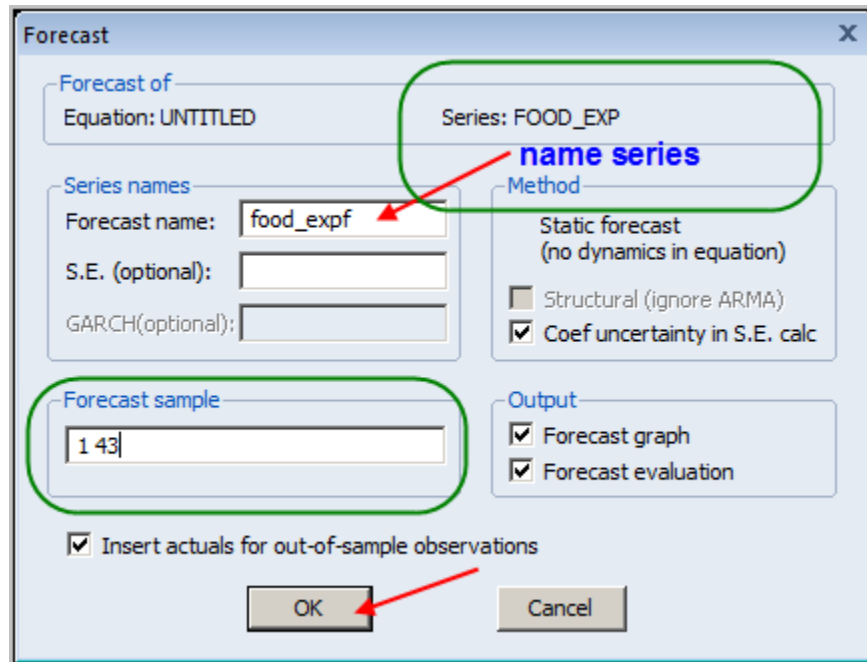 Forecast
Forecast of
Equation: UNTITLED
Series: FOOD_EXP
name series
Series names
Forecast name: food_expf
S.E. (optional):
GARCH(optional):
Method
Static forecast
(no dynamics in equation)
Structural (ignore ARMA)
Coef uncertainty in S.E. calc
Forecast sample
1 43
Output
Forecast graph
Forecast evaluation
Insert actuals for out-of-sample observations
OK
Cancel